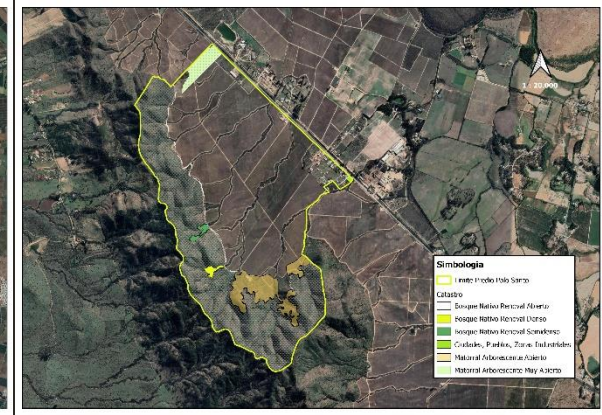 1 : 20.000
Simbología
Límite Predio Palo Santo
Catastro
Bosque Nativo Renoval Abierto
Bosque Nativo Renoval Denso
Bosque Nativo Renoval Semidenso
Ciudades, Pueblos, Zonas Industriales
Matorral Arborescente Abierto
Matorral Arborescente Muy Abierto